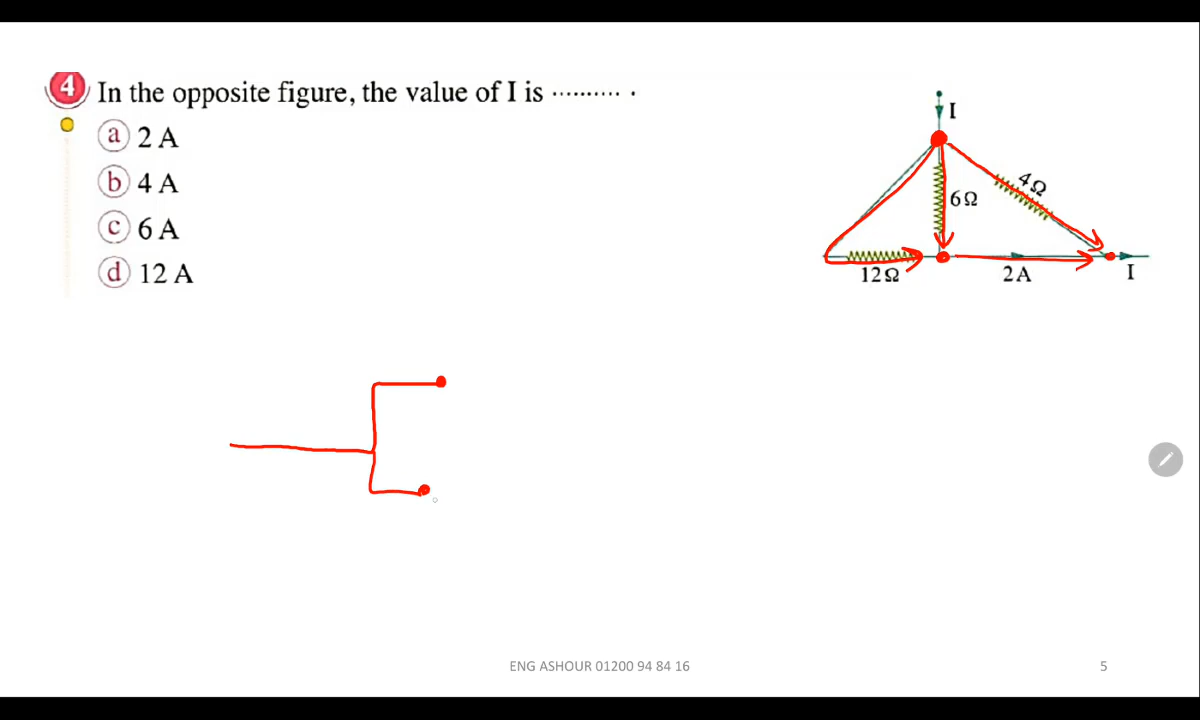 4 In the opposite figure, the value of I is .......... .
a 2 A
b 4 A
c 6 A
d 12 A
I
4Ω
6Ω
12Ω
2A
I
ENG ASHOUR 01200 94 84 16
5